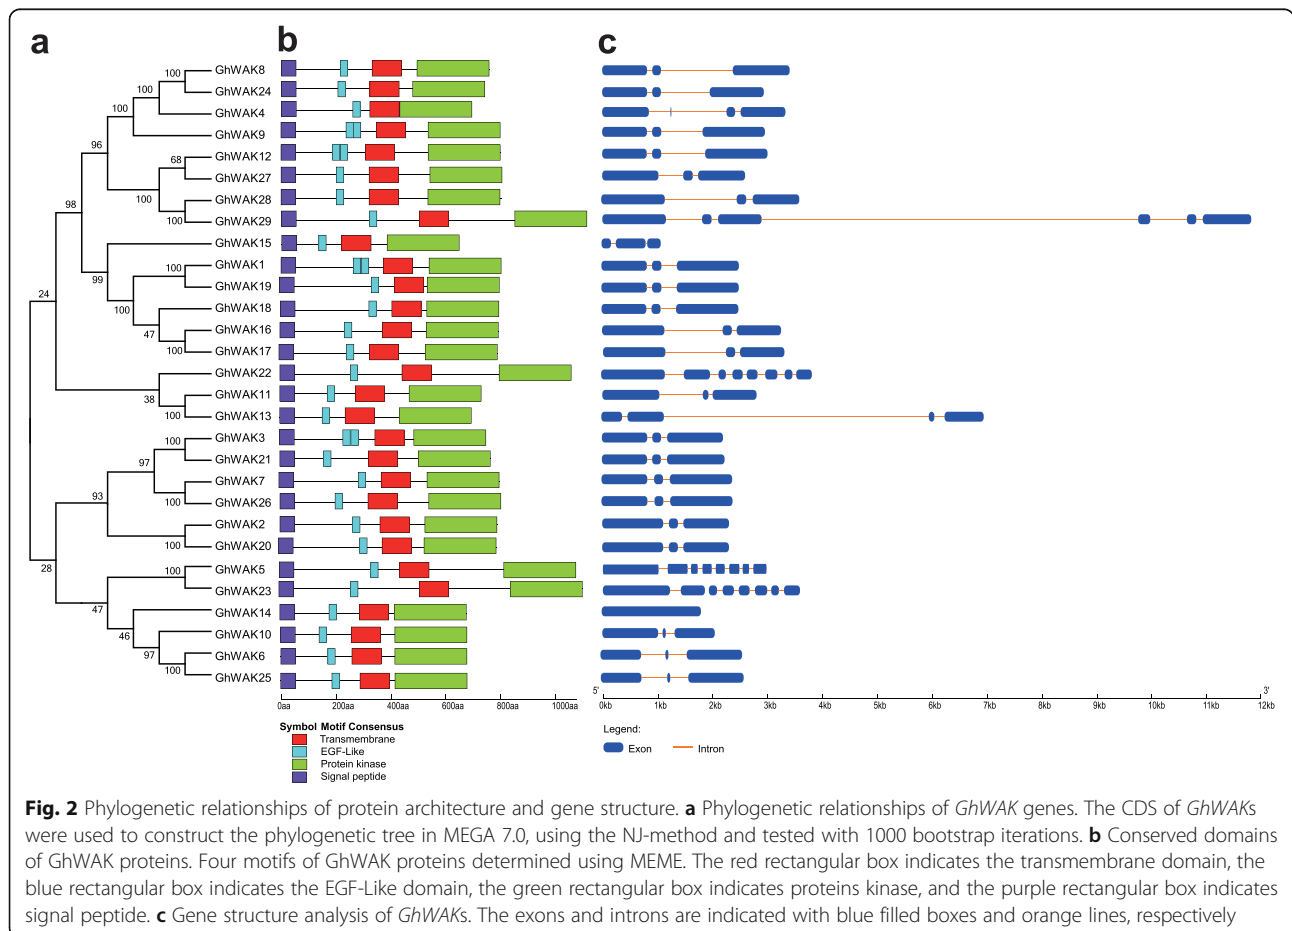 a b c
GhWAK8
GhWAK24
GhWAK4
GhWAK9
GhWAK12
GhWAK27
GhWAK28
GhWAK29
GhWAK15
GhWAK1
GhWAK19
GhWAK18
GhWAK16
GhWAK17
GhWAK22
GhWAK11
GhWAK13
GhWAK3
GhWAK21
GhWAK7
GhWAK26
GhWAK2
GhWAK20
GhWAK5
GhWAK23
GhWAK14
GhWAK10
GhWAK6
GhWAK25
100
100
100
96
68
98
100
100
100
99
24
100
47
100
38
100
100
97
93
100
100
28
100
47
46
97
100
0aa 200aa 400aa 600aa 800aa 1000aa
5' 3'
0kb 1kb 2kb 3kb 4kb 5kb 6kb 7kb 8kb 9kb 10kb 11kb 12kb
Symbol Motif Consensus
Transmembrane
EGF-Like
Protein kinase
Signal peptide
Legend:
Exon Intron
Fig. 2 Phylogenetic relationships of protein architecture and gene structure. a Phylogenetic relationships of GhWAK genes. The CDS of GhWAKs
were used to construct the phylogenetic tree in MEGA 7.0, using the NJ-method and tested with 1000 bootstrap iterations. b Conserved domains
of GhWAK proteins. Four motifs of GhWAK proteins determined using MEME. The red rectangular box indicates the transmembrane domain, the
blue rectangular box indicates the EGF-Like domain, the green rectangular box indicates proteins kinase, and the purple rectangular box indicates
signal peptide. c Gene structure analysis of GhWAKs. The exons and introns are indicated with blue filled boxes and orange lines, respectively